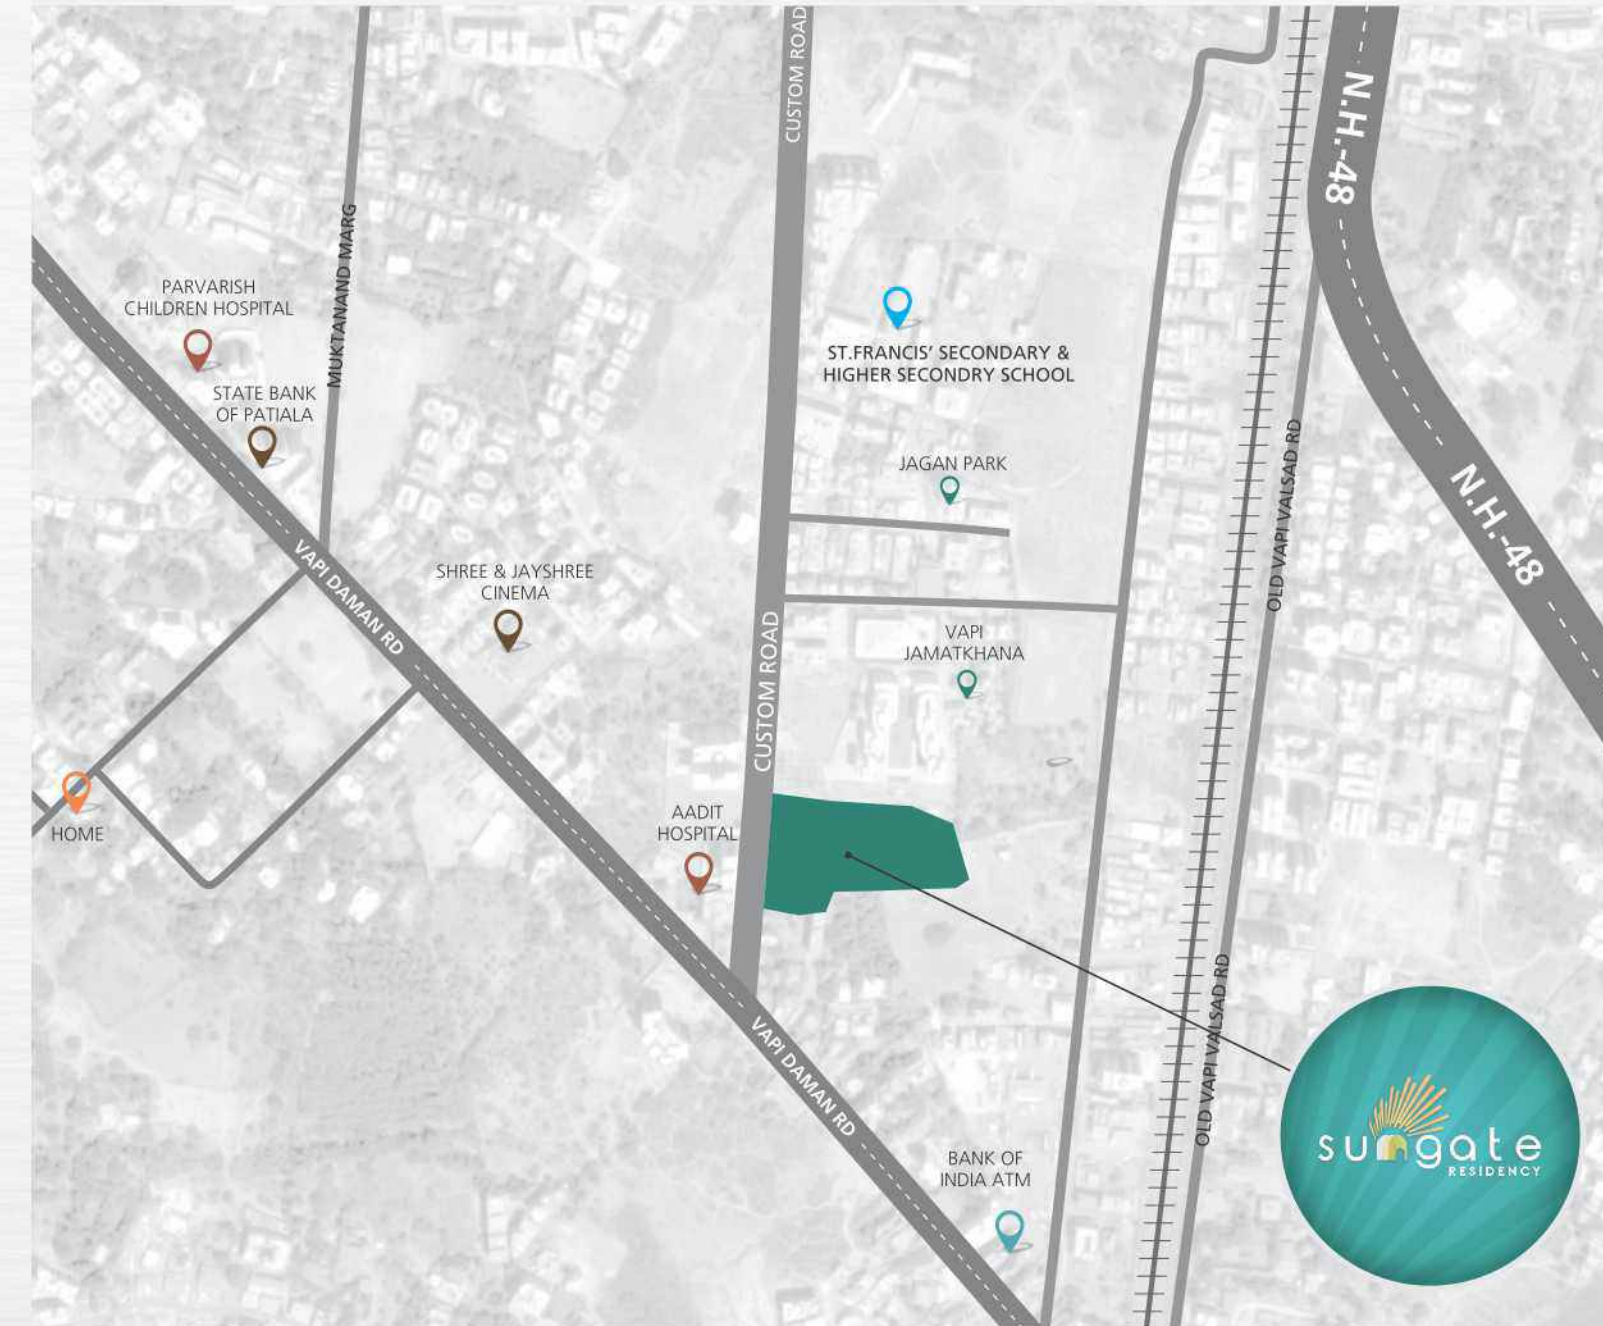 CUSTOM ROAD
N.H.-48
MUKTANAND MARG
PARVARISH
CHILDREN HOSPITAL
STATE BANK
OF PATIALA
ST.FRANCIS' SECONDARY &
HIGHER SECONDRY SCHOOL
JAGAN PARK
OLD VAPI VALSAD RD
N.H.-48
VAPI DAMAN RD
SHREE & JAYSHREE
CINEMA
CUSTOM ROAD
VAPI
JAMATKHANA
HOME
AADIT
HOSPITAL
OLD VAPI VALSAD RD
VAPI DAMAN RD
BANK OF
INDIA ATM
sungate
RESIDENCY